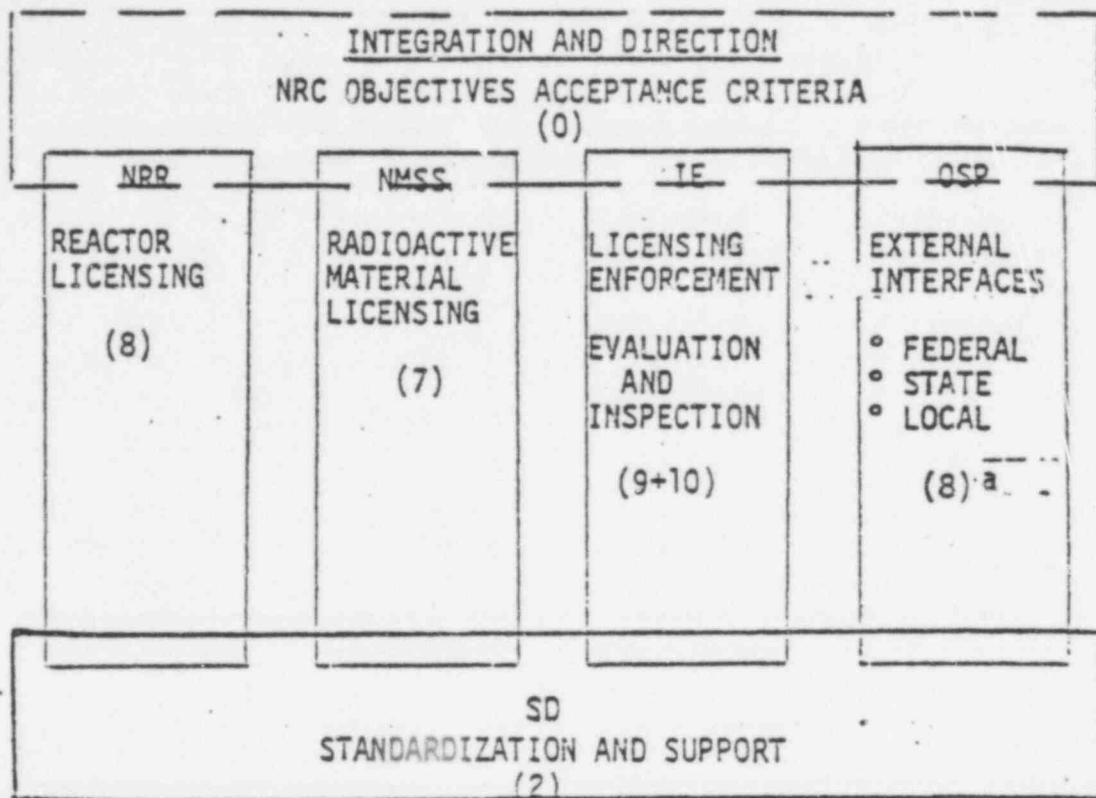 INTEGRATION AND DIRECTION
NRC OBJECTIVES ACCEPTANCE CRITERIA
(0)
NRR
REACTOR
LICENSING
(8)
NMSS
RADIOACTIVE
MATERIAL
LICENSING
(7)
IE
LICENSING
ENFORCEMENT
EVALUATION
AND
INSPECTION
(9+10)
OSP
EXTERNAL
INTERFACES
° FEDERAL
° STATE
° LOCAL
(8) a
SD
STANDARDIZATION AND SUPPORT
(2)